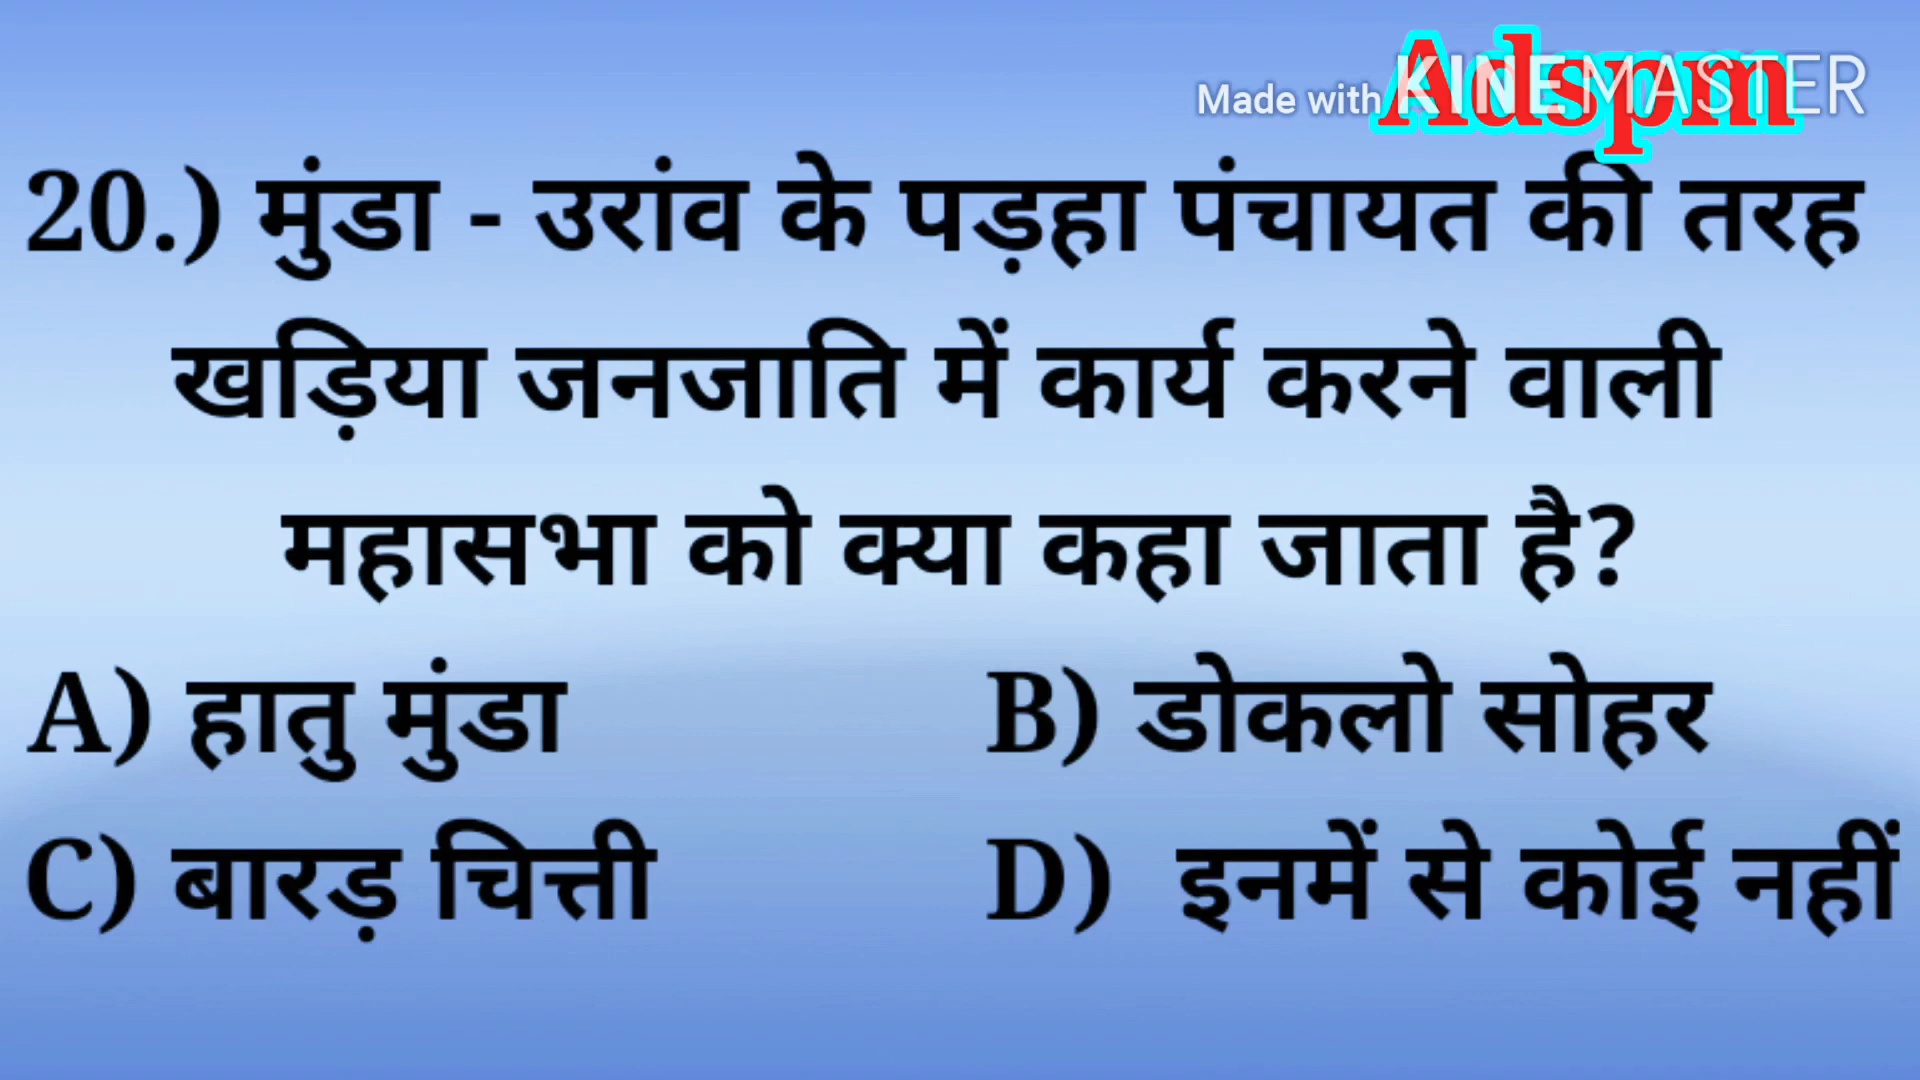 Adspm
Made with KINEMASTER
20.) मुंडा - उरांव के पड़हा पंचायत की तरह
खड़िया जनजाति में कार्य करने वाली
महासभा को क्या कहा जाता है?
A) हातु मुंडा B) डोकलो सोहर
C) बारड़ चित्ती D) इनमें से कोई नहीं